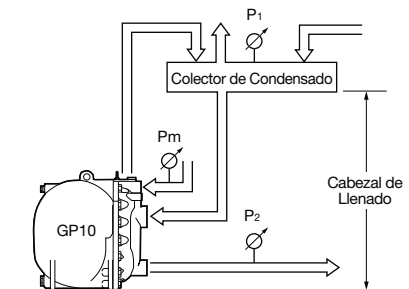 P1
Colector de Condensado
Pm
Cabezal de
Llenado
GP10
P2